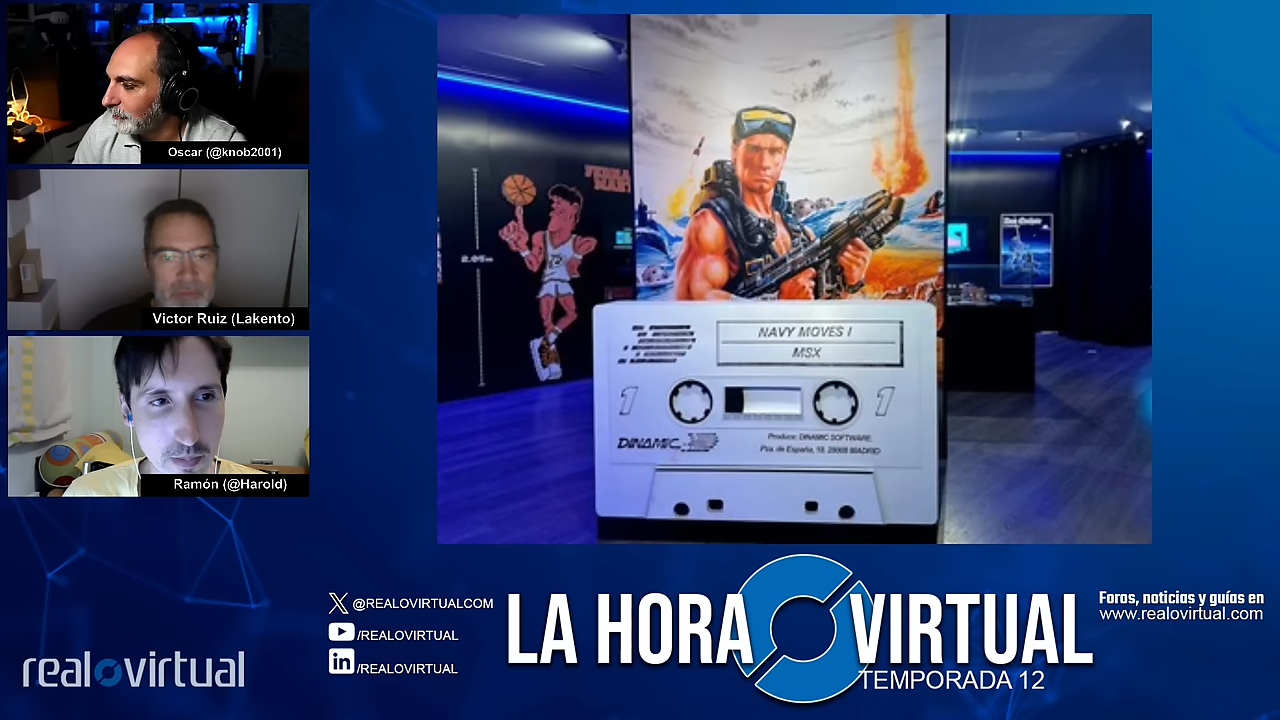 Oscar (@knob2001)
Victor Ruiz (Lakento)
Ramón (@Harold)
2.05m
NAVY MOVES I
MSX
1
1
DINAMIC
Produce: DINAMIC SOFTWARE.
Pza. de España, 18. 28008 MADRID
@REALOVIRTUALCOM
/REALOVIRTUAL
/REALOVIRTUAL
LA HORA VIRTUAL
TEMPORADA 12
Foros, noticias y guías en
www.realovirtual.com
realovirtual